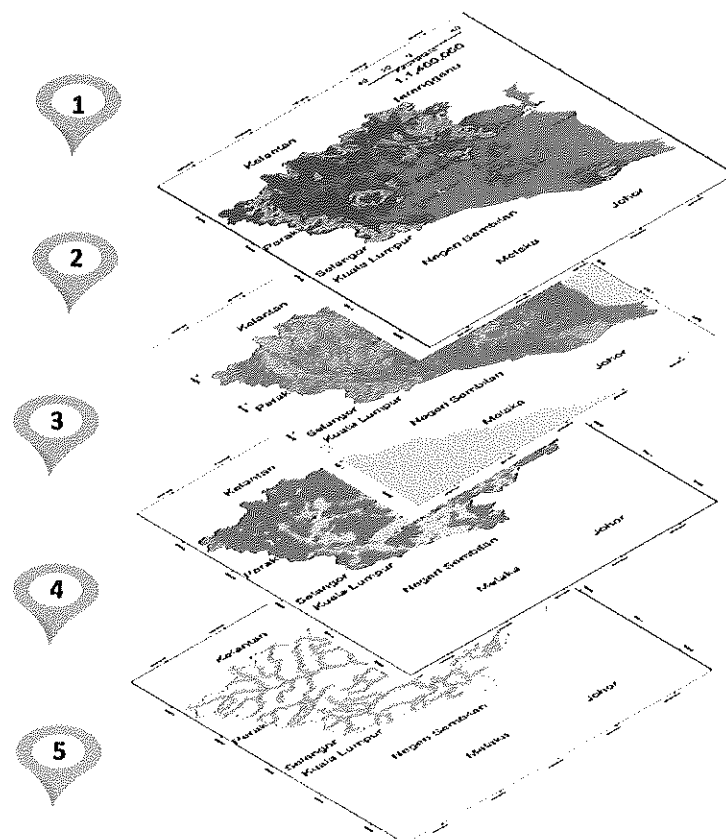 1
1:1,400,000
Terengganu
Kelantan
Perak
Selangor
Kuala Lumpur
Negeri Sembilan
Melaka
Johor
2
Kelantan
Perak
Selangor
Kuala Lumpur
Negeri Sembilan
Melaka
Johor
3
Kelantan
Perak
Selangor
Kuala Lumpur
Negeri Sembilan
Melaka
Johor
4
Kelantan
Perak
Selangor
Kuala Lumpur
Negeri Sembilan
Melaka
Johor
5